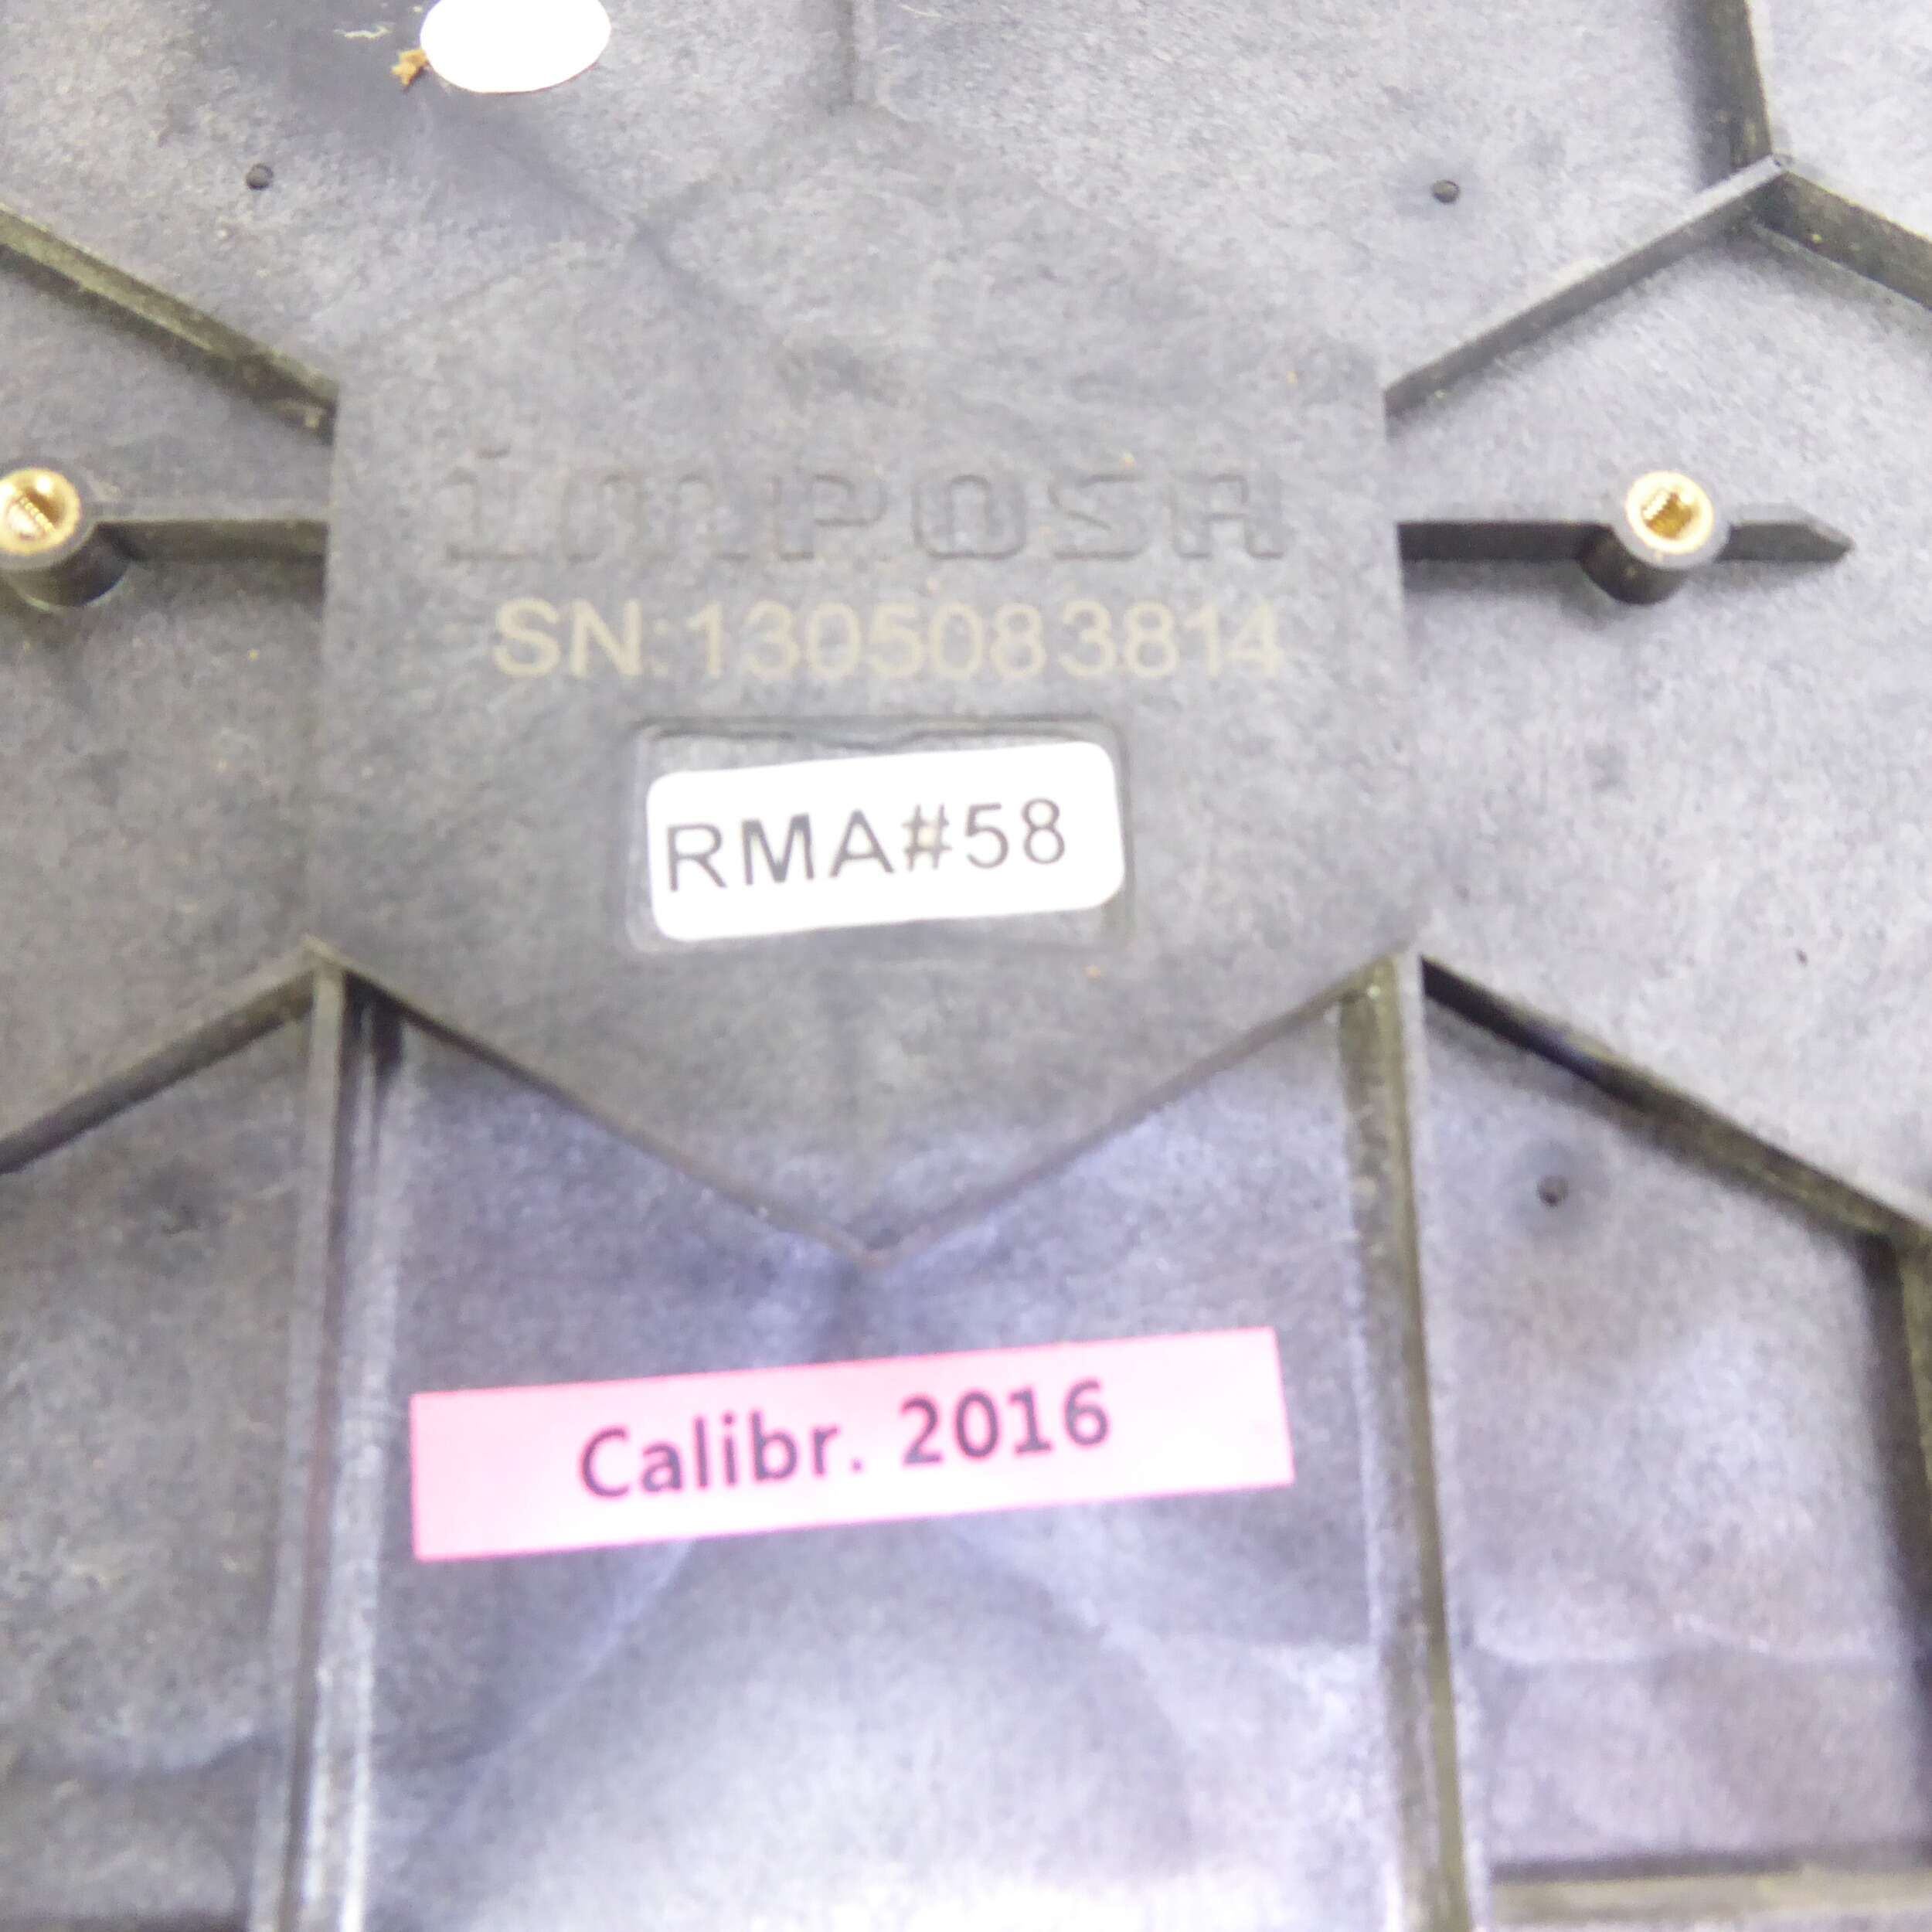 imPOSA
SN:1305083814
RMA#58
Calibr. 2016